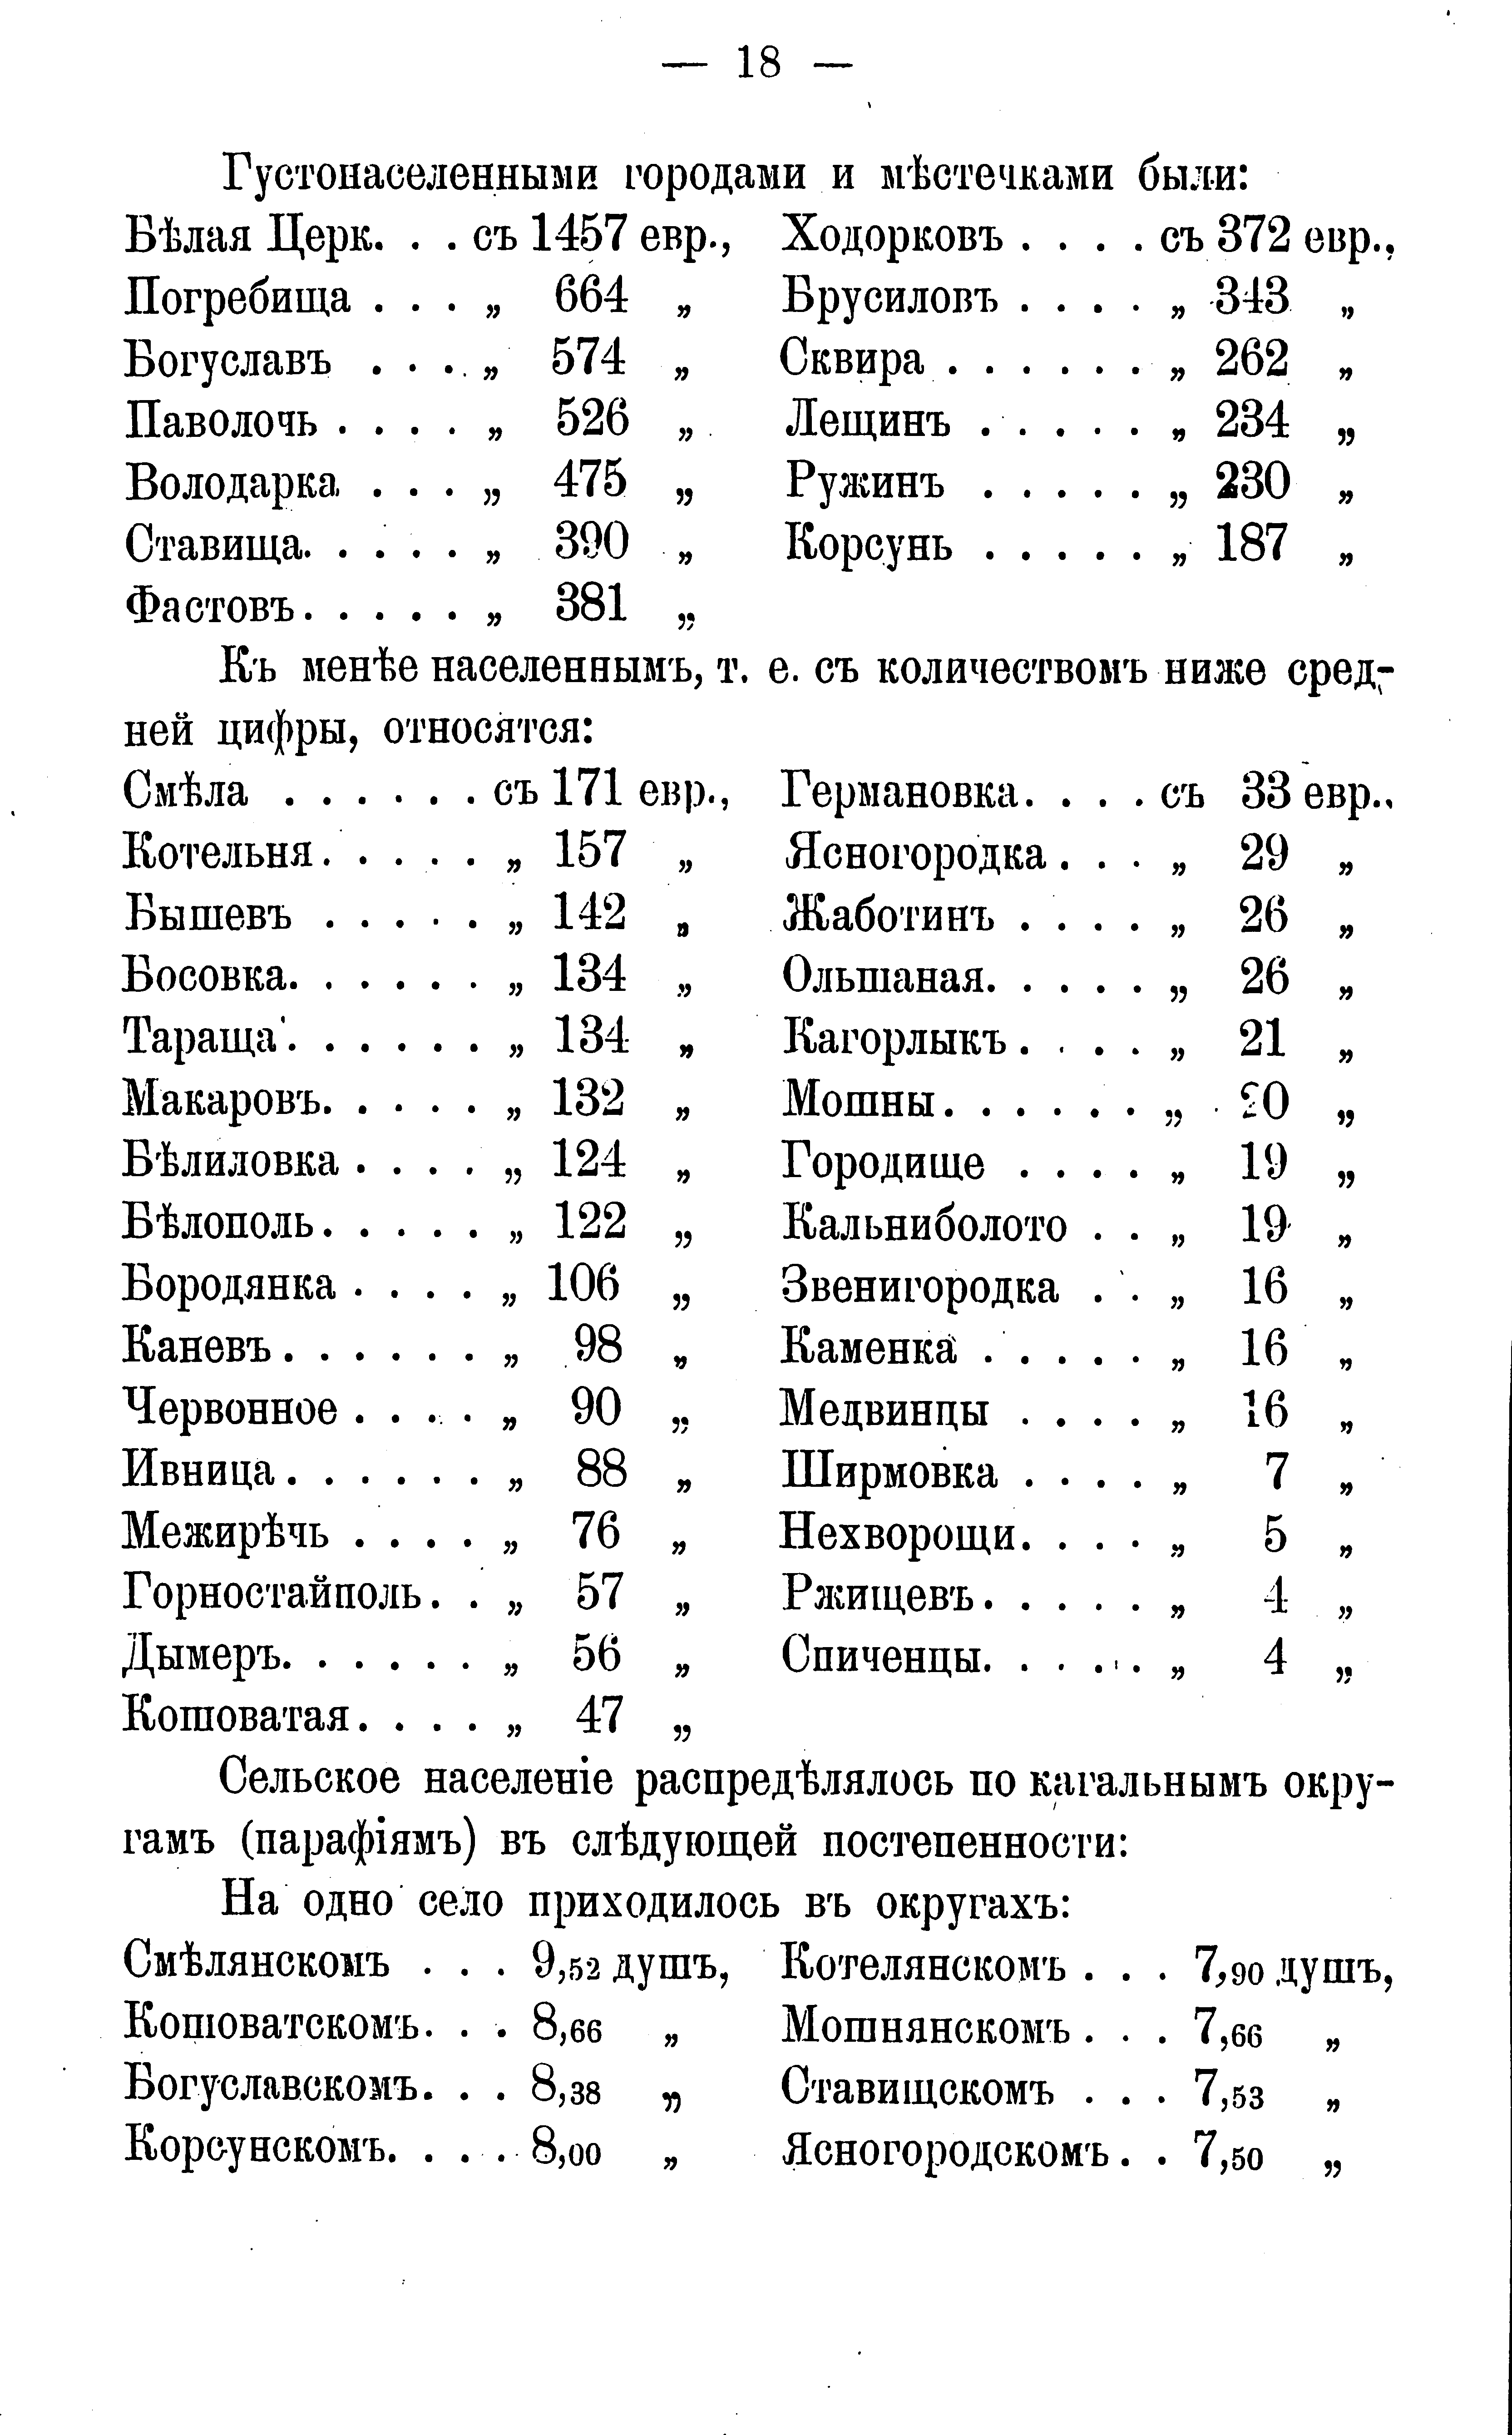 — 18 —
Густонаселенными городами и мѣстечками были:
Бѣлая Церк. . . съ 1457 евр., Ходорковъ . . . . съ 372 евр.,
Погребища . . . „ 664 „ Брусиловъ . . . . „ 343 „
Богуславъ . . . . „ 574 „ Сквира . . . . . . „ 262 „
Паволочь . . . . „ 526 „ Лещинъ . . . . . „ 234 „
Володарка . . . „ 475 „ Ружинъ . . . . . „ 230 „
Ставища. . . . . „ 390 „ Корсунь . . . . . „ 187 „
Фастовъ. . . . . „ 381 „
Къ менѣе населеннымъ, т. е. съ количествомъ ниже сред-
ней цифры, относятся:
Смѣла . . . . . . съ 171 евр., Германовка. . . . съ 33 евр.,
Котельня. . . . . „ 157 „ Ясногородка . . . „ 29 „
Бышевъ . . . . . „ 142 „ Жаботинъ . . . . „ 26 „
Босовка. . . . . . „ 134 „ Ольшаная. . . . . „ 26 „
Тараща. . . . . . „ 134 „ Кагорлыкъ . . . . „ 21 „
Макаровъ. . . . . „ 132 „ Мошны. . . . . . „ 20 „
Бѣлиловка . . . . „ 124 „ Городище . . . . „ 19 „
Бѣлополь. . . . . „ 122 „ Кальниболото . . „ 19 „
Бородянка . . . . „ 106 „ Звенигородка . . „ 16 „
Каневъ . . . . . . „ 98 „ Каменка . . . . . „ 16 „
Червонное . . . . „ 90 „ Медвинцы . . . . „ 16 „
Ивница . . . . . . „ 88 „ Ширмовка . . . . „ 7 „
Межирѣчь . . . . „ 76 „ Нехворощи. . . . „ 5 „
Горностайполь. . „ 57 „ Ржищевъ. . . . . „ 4 „
Дымеръ. . . . . . „ 56 „ Спиченцы. . . . . „ 4 „
Кошоватая. . . . „ 47 „
Сельское населеніе распредѣлялось по кагальнымъ окру-
гамъ (парафіямъ) въ слѣдующей постепенности:
На одно село приходилось въ округахъ:
Смѣлянскомъ . . . 9,52 душъ, Котелянскомъ . . . 7,90 душъ,
Кошоватскомъ. . . 8,66 „ Мошнянскомъ . . . 7,66 „
Богуславскомъ. . . 8,38 „ Ставищскомъ . . . 7,53 „
Корсунскомъ. . . . 8,00 „ Ясногородскомъ . . 7,50 „